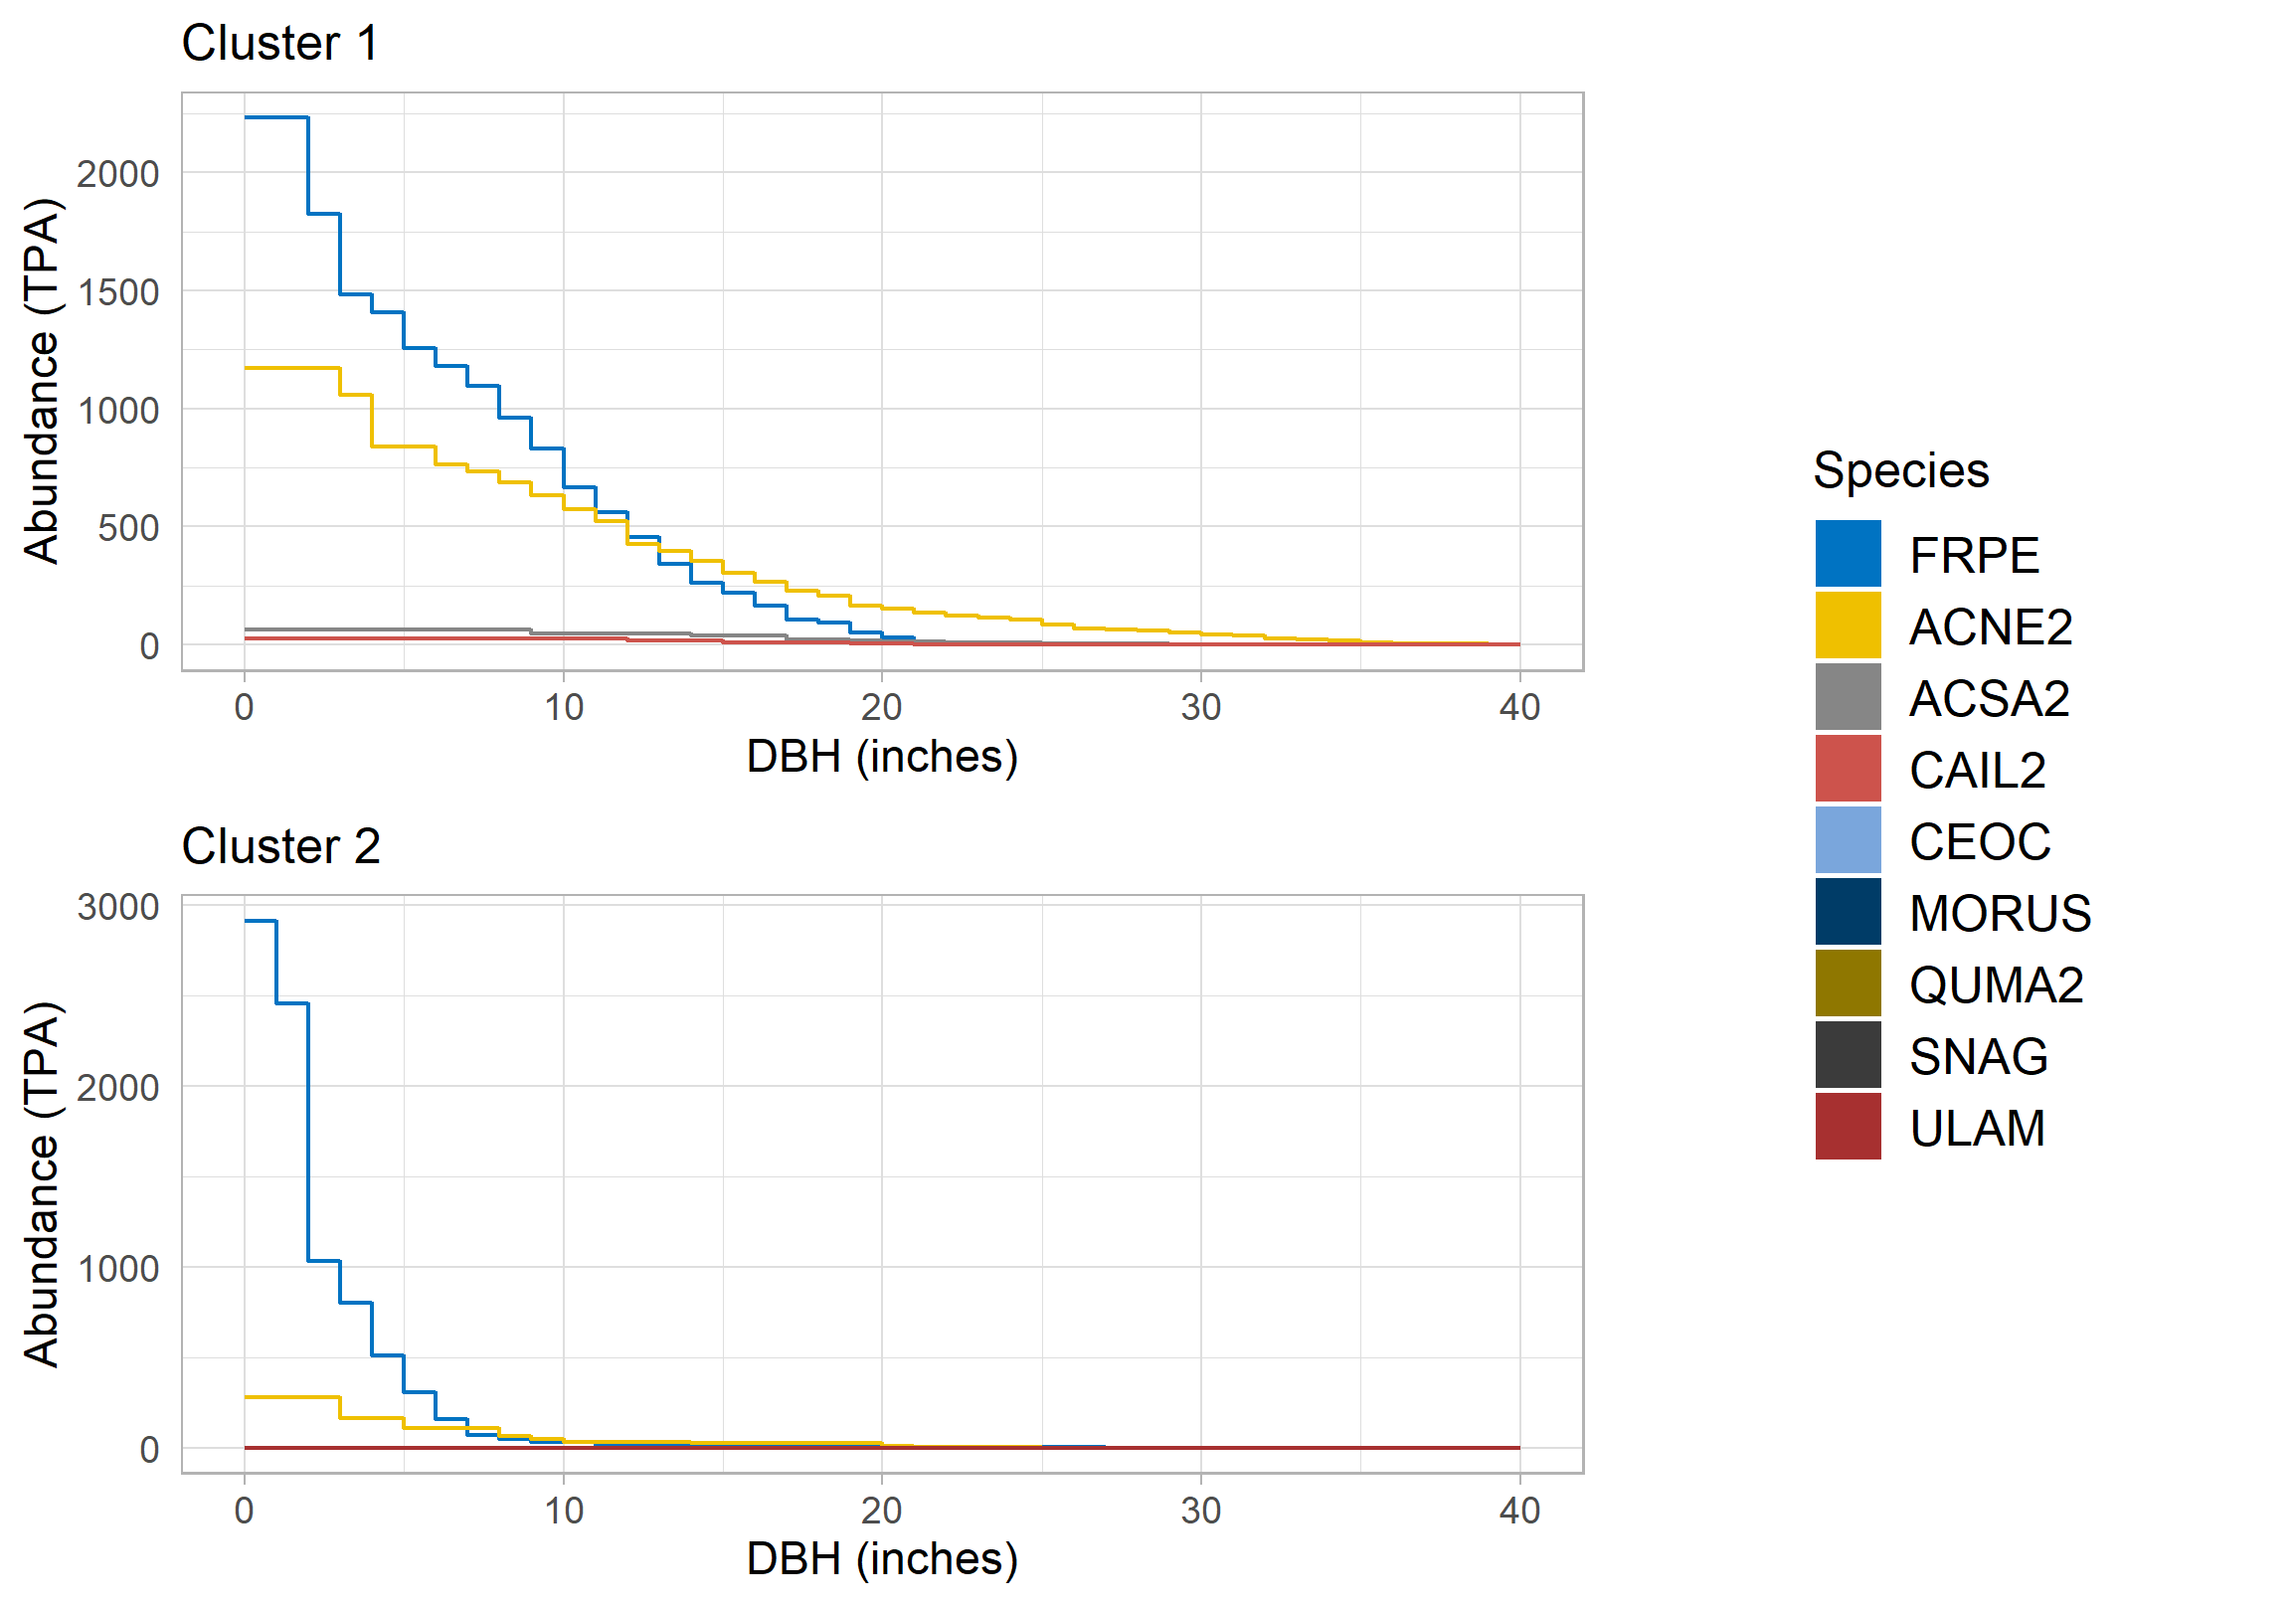 Cluster 1
Abundance (TPA)
2000
1500
1000
500
0
0 10 20 30 40
DBH (inches)
Cluster 2
Abundance (TPA)
3000
2000
1000
0
0 10 20 30 40
DBH (inches)
Species
FRPE
ACNE2
ACSA2
CAIL2
CEOC
MORUS
QUMA2
SNAG
ULAM